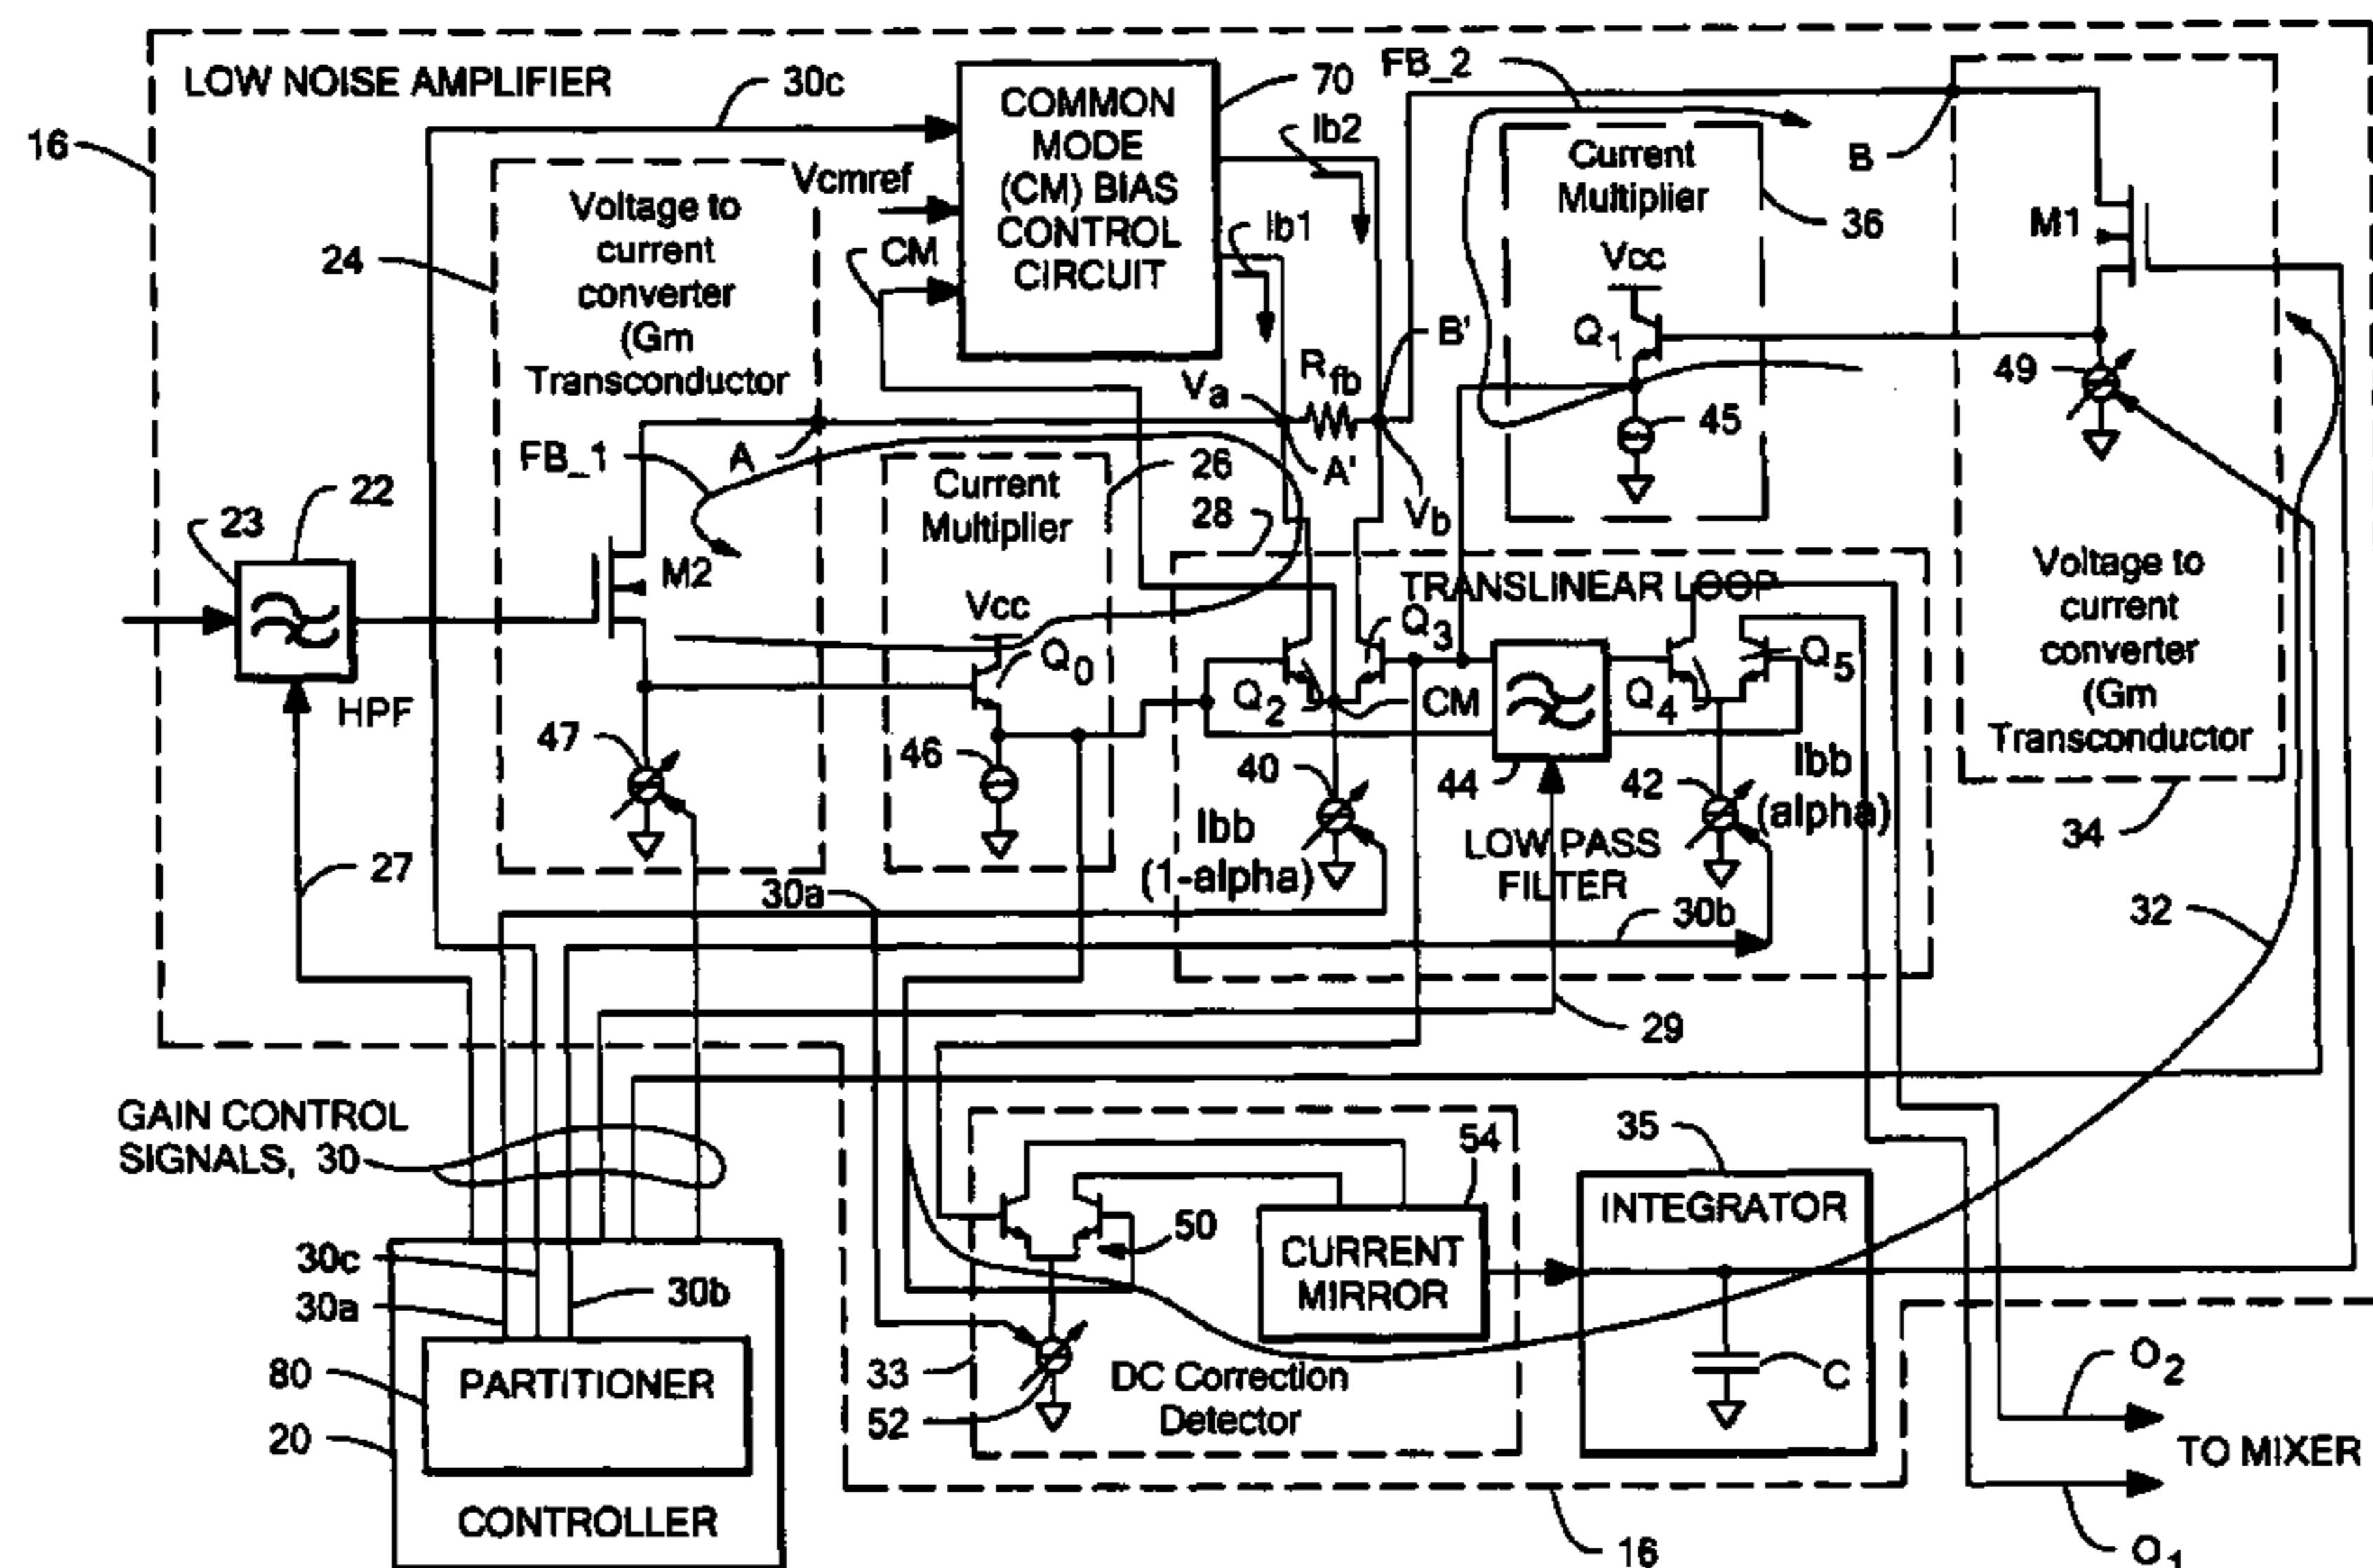 LOW NOISE AMPLIFIER
30c
COMMON
MODE
(CM) BIAS
CONTROL
CIRCUIT
70
FB_2
16
Ib2
Vcmref
Voltage to
current
converter
(Gm
Transconductor
24
CM
Ib1
Current
Multiplier
36
B
M1
Vcc
Q1
B'
49
45
Va
Rfb
FB_1
A
A'
Vb
26
Current
Multiplier
28
22
23
M2
Vcc
Q0
TRANSLINEAR LOOP
Q3
Q5
Q2
CM
Q4
Voltage to
current
converter
(Gm
Transconductor
HPF
47
46
40
44
42
Ibb
(alpha)
Ibb
(1-alpha)
LOW PASS
FILTER
34
27
30a
30b
32
29
GAIN CONTROL
SIGNALS, 30
54
35
INTEGRATOR
50
CURRENT
MIRROR
30c
30a
30b
80
PARTITIONER
33
52
DC Correction
Detector
C
O2
20
CONTROLLER
TO MIXER
16
O1